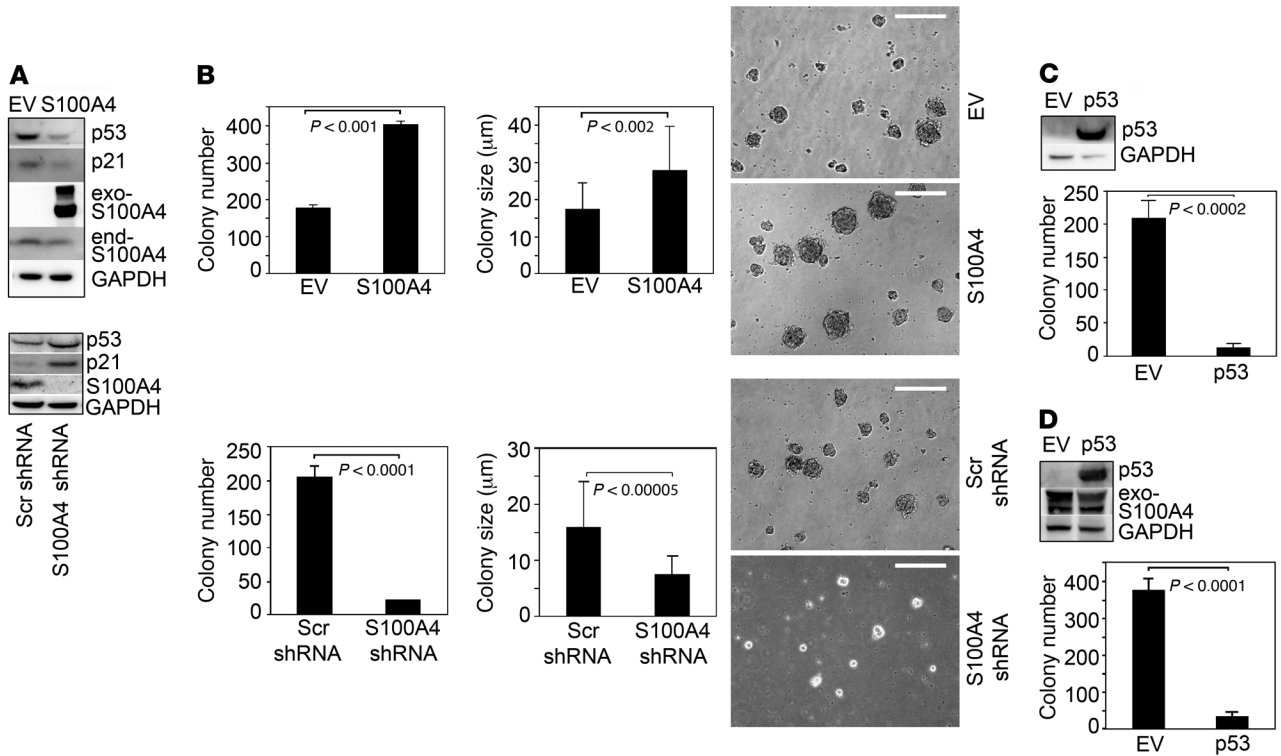 A
EV S100A4
p53
p21
exo-
S100A4
end-
S100A4
GAPDH
p53
p21
S100A4
GAPDH
Scr shRNA
S100A4 shRNA
B
Colony number
400
300
200
100
0
P < 0.001
EV S100A4
Colony size (μm)
40
30
20
10
0
P < 0.002
EV S100A4
EV
S100A4
Colony number
250
200
150
100
50
0
P < 0.0001
Scr S100A4
shRNA shRNA
Colony size (μm)
30
20
10
0
P < 0.00005
Scr S100A4
shRNA shRNA
Scr
shRNA
S100A4
shRNA
C
EV p53
p53
GAPDH
Colony number
250
200
150
100
50
0
P < 0.0002
EV p53
D
EV p53
p53
exo-
S100A4
GAPDH
Colony number
400
300
200
100
0
P < 0.0001
EV p53